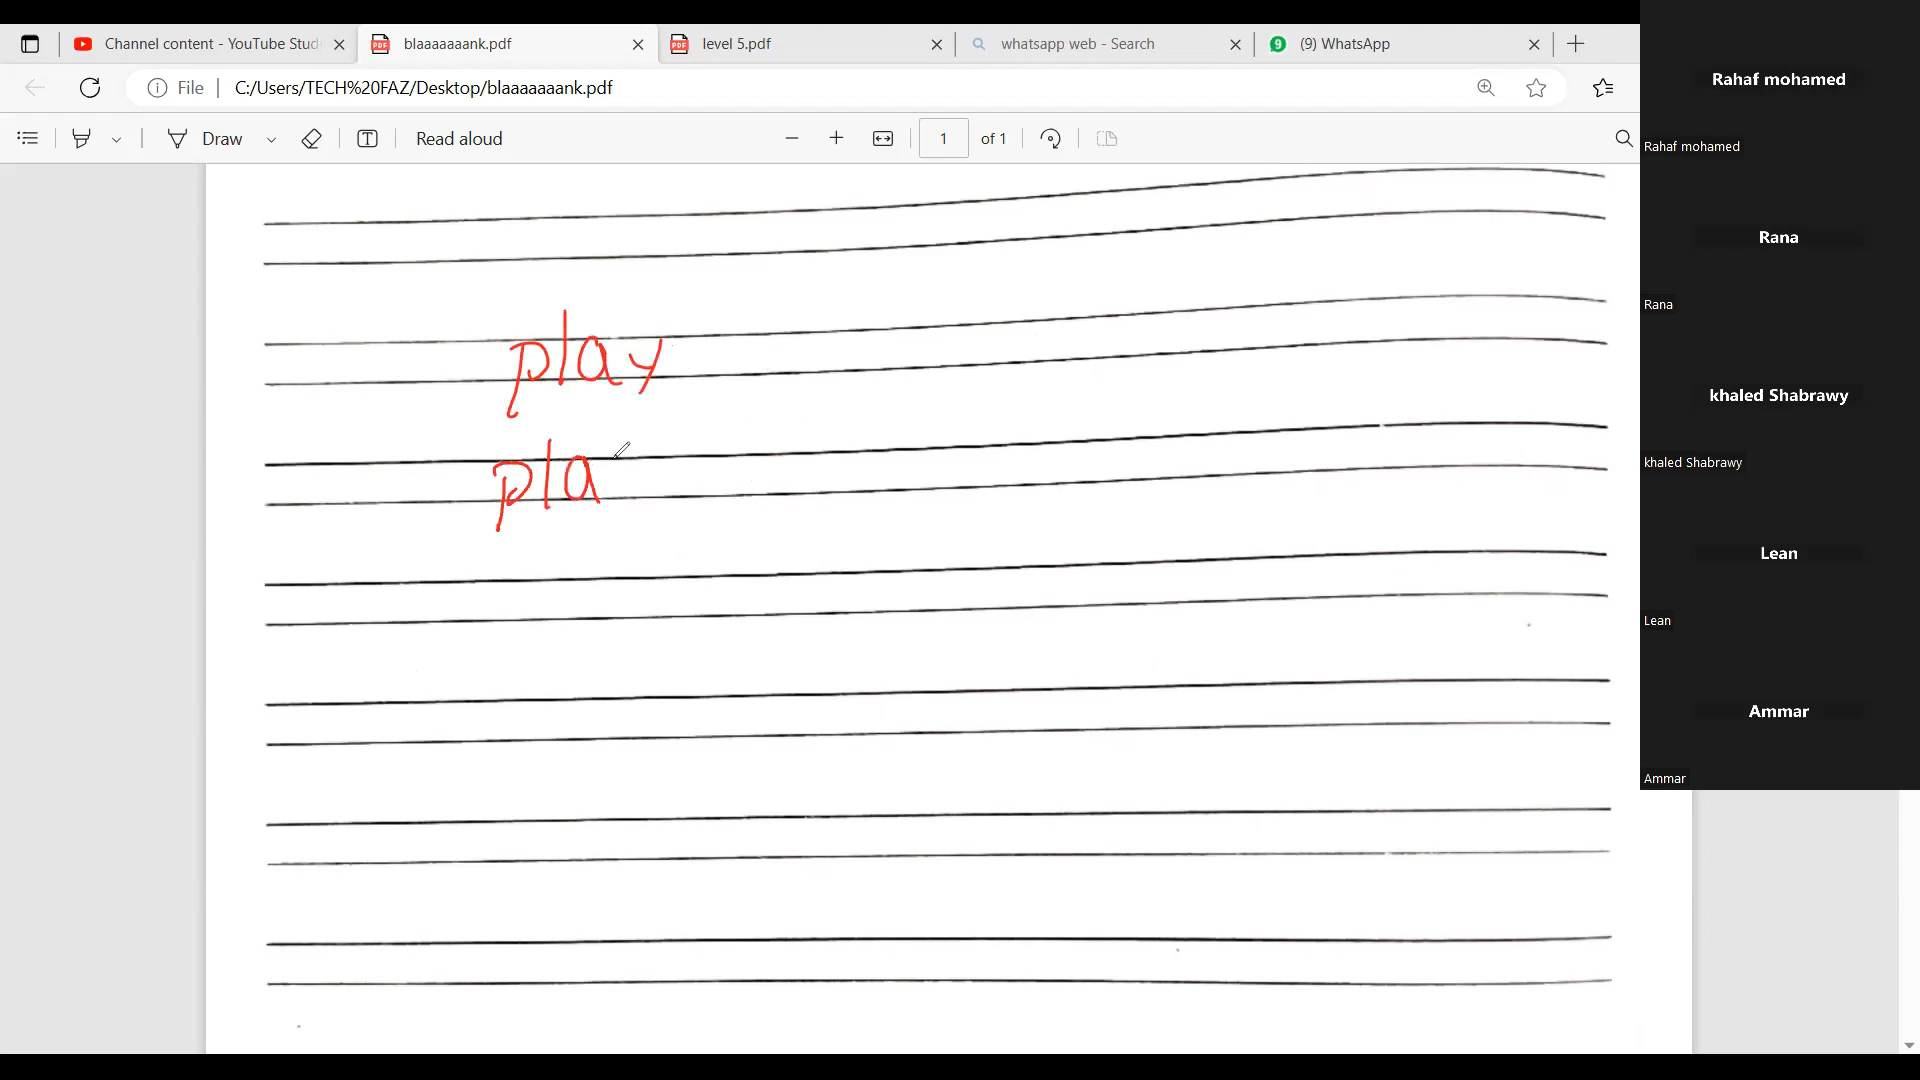 Channel content - YouTube Stud
blaaaaaaank.pdf
level 5.pdf
whatsapp web - Search
9 (9) WhatsApp
File C:/Users/TECH%20FAZ/Desktop/blaaaaaaank.pdf
Draw Read aloud 1 of 1
play
pla
Rahaf mohamed
Rahaf mohamed
Rana
Rana
khaled Shabrawy
khaled Shabrawy
Lean
Lean
Ammar
Ammar